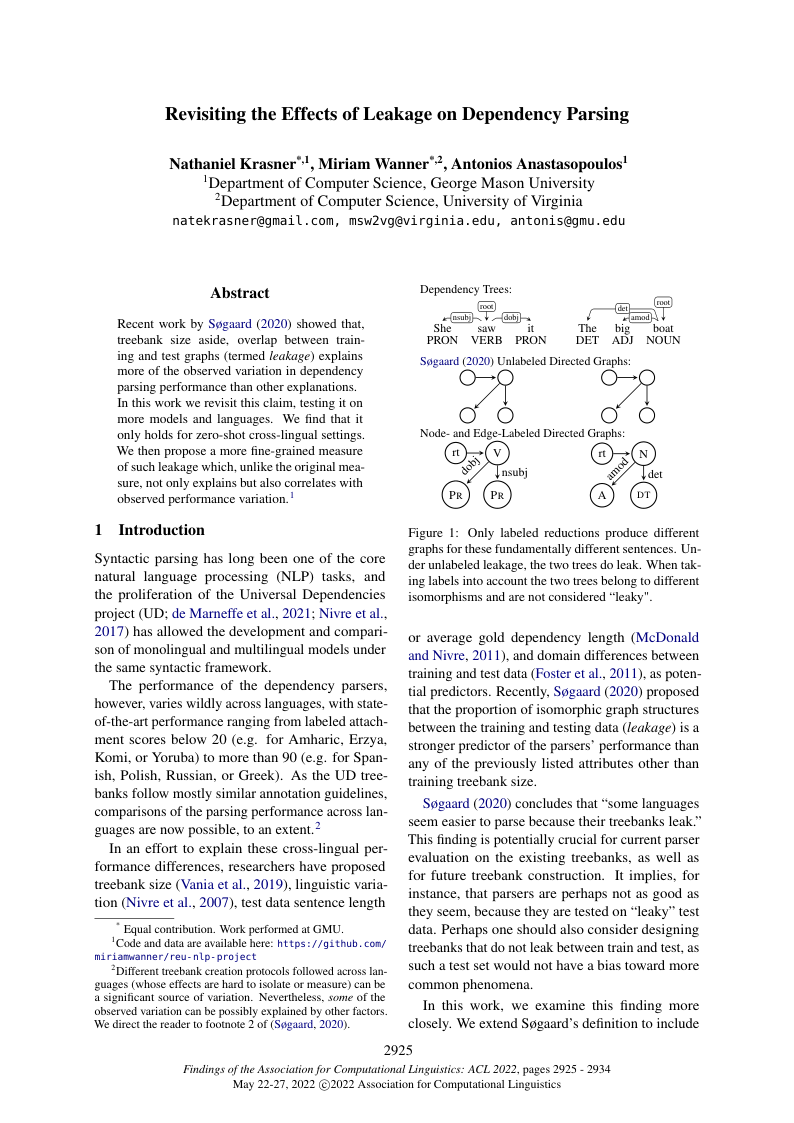 Revisiting the Effects of Leakage on Dependency Parsing
Nathaniel Krasner*,1, Miriam Wanner*,2, Antonios Anastasopoulos1
1Department of Computer Science, George Mason University
2Department of Computer Science, University of Virginia
natekrasner@gmail.com, msw2vg@virginia.edu, antonis@gmu.edu
Abstract
Recent work by Søgaard (2020) showed that,
treebank size aside, overlap between train-
ing and test graphs (termed leakage) explains
more of the observed variation in dependency
parsing performance than other explanations.
In this work we revisit this claim, testing it on
more models and languages. We find that it
only holds for zero-shot cross-lingual settings.
We then propose a more fine-grained measure
of such leakage which, unlike the original mea-
sure, not only explains but also correlates with
observed performance variation.1
1 Introduction
Syntactic parsing has long been one of the core
natural language processing (NLP) tasks, and
the proliferation of the Universal Dependencies
project (UD; de Marneffe et al., 2021; Nivre et al.,
2017) has allowed the development and compari-
son of monolingual and multilingual models under
the same syntactic framework.
The performance of the dependency parsers,
however, varies wildly across languages, with state-
of-the-art performance ranging from labeled attach-
ment scores below 20 (e.g. for Amharic, Erzya,
Komi, or Yoruba) to more than 90 (e.g. for Span-
ish, Polish, Russian, or Greek). As the UD tree-
banks follow mostly similar annotation guidelines,
comparisons of the parsing performance across lan-
guages are now possible, to an extent.2
In an effort to explain these cross-lingual per-
formance differences, researchers have proposed
treebank size (Vania et al., 2019), linguistic varia-
tion (Nivre et al., 2007), test data sentence length
* Equal contribution. Work performed at GMU.
1Code and data are available here: https://github.com/
miriamwanner/reu-nlp-project
2Different treebank creation protocols followed across lan-
guages (whose effects are hard to isolate or measure) can be
a significant source of variation. Nevertheless, some of the
observed variation can be possibly explained by other factors.
We direct the reader to footnote 2 of (Søgaard, 2020).
Dependency Trees:
root
nsubj dobj
She saw it
PRON VERB PRON
root
det
amod
The big boat
DET ADJ NOUN
Søgaard (2020) Unlabeled Directed Graphs:
Node- and Edge-Labeled Directed Graphs:
rt V
dobj nsubj
PR PR
rt N
amod det
A DT
Figure 1: Only labeled reductions produce different
graphs for these fundamentally different sentences. Un-
der unlabeled leakage, the two trees do leak. When tak-
ing labels into account the two trees belong to different
isomorphisms and are not considered “leaky".
or average gold dependency length (McDonald
and Nivre, 2011), and domain differences between
training and test data (Foster et al., 2011), as poten-
tial predictors. Recently, Søgaard (2020) proposed
that the proportion of isomorphic graph structures
between the training and testing data (leakage) is a
stronger predictor of the parsers’ performance than
any of the previously listed attributes other than
training treebank size.
Søgaard (2020) concludes that “some languages
seem easier to parse because their treebanks leak.”
This finding is potentially crucial for current parser
evaluation on the existing treebanks, as well as
for future treebank construction. It implies, for
instance, that parsers are perhaps not as good as
they seem, because they are tested on “leaky” test
data. Perhaps one should also consider designing
treebanks that do not leak between train and test, as
such a test set would not have a bias toward more
common phenomena.
In this work, we examine this finding more
closely. We extend Søgaard’s definition to include
2925
Findings of the Association for Computational Linguistics: ACL 2022, pages 2925 - 2934
May 22-27, 2022 ©2022 Association for Computational Linguistics